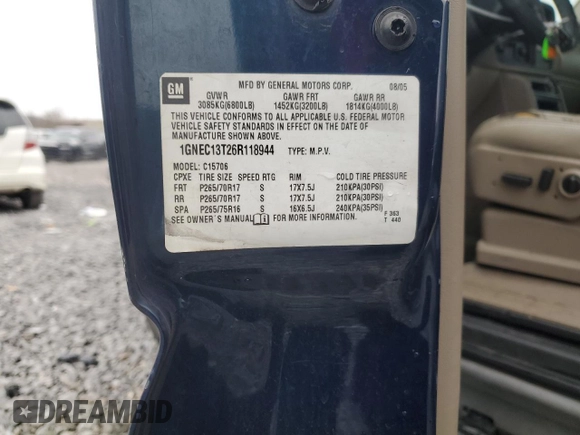 GM
MFD BY GENERAL MOTORS CORP. 08/05
GVWR GAWR FRT GAWR RR
3085KG(6800LB) 1452KG(3200LB) 1814KG(4000LB)
THIS VEHICLE CONFORMS TO ALL APPLICABLE U.S. FEDERAL MOTOR
VEHICLE SAFETY STANDARDS IN EFFECT ON THE DATE OF
MANUFACTURE SHOWN ABOVE.
1GNEC13T26R118944 TYPE: M.P.V.
MODEL: C15706
CPXE TIRE SIZE SPEED RTG RIM COLD TIRE PRESSURE
FRT P265/70R17 S 17X7.5J 210KPA(30PSI)
RR P265/70R17 S 17X7.5J 210KPA(30PSI)
SPA P265/75R16 S 16X6.5J 240KPA(35PSI)
SEE OWNER'S MANUAL FOR MORE INFORMATION.
F 363
T 440
DREAMBID